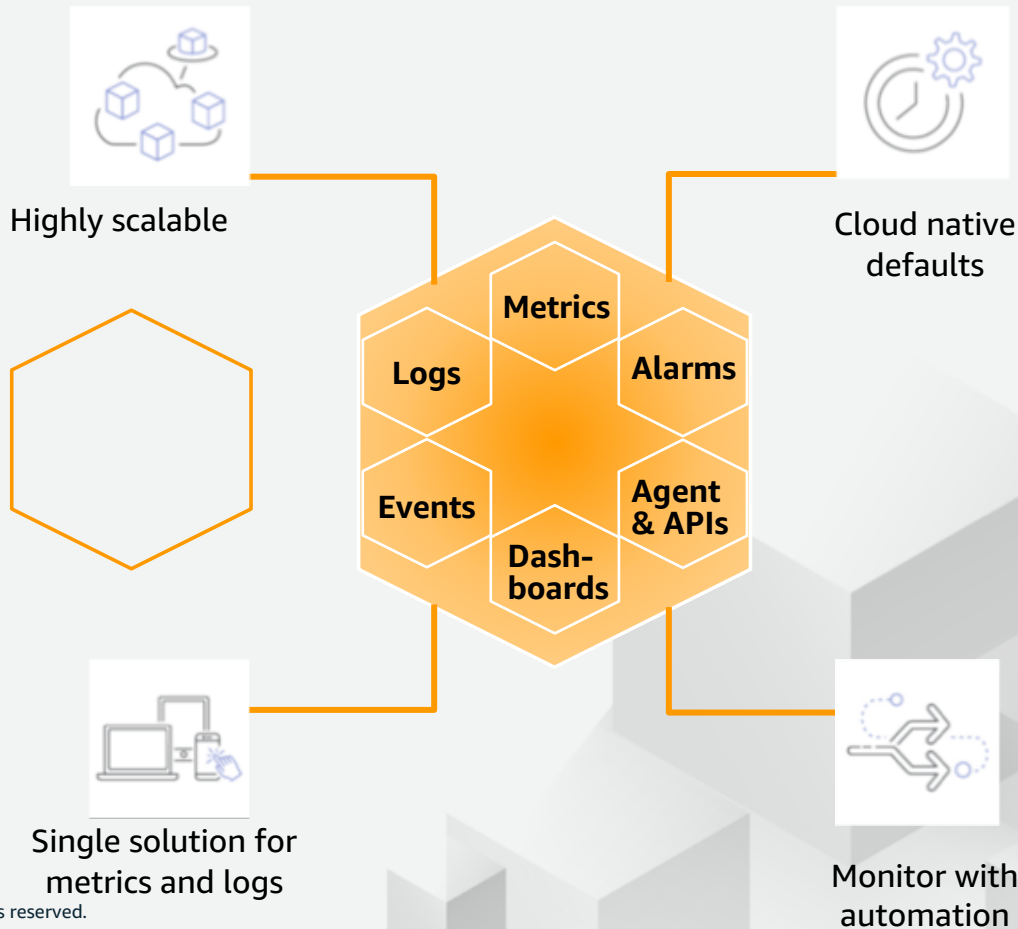 Highly scalable
Cloud native
defaults
Metrics
Logs
Alarms
Events
Agent
& APIs
Dash-
boards
Single solution for
metrics and logs
Monitor with
automation
s reserved.